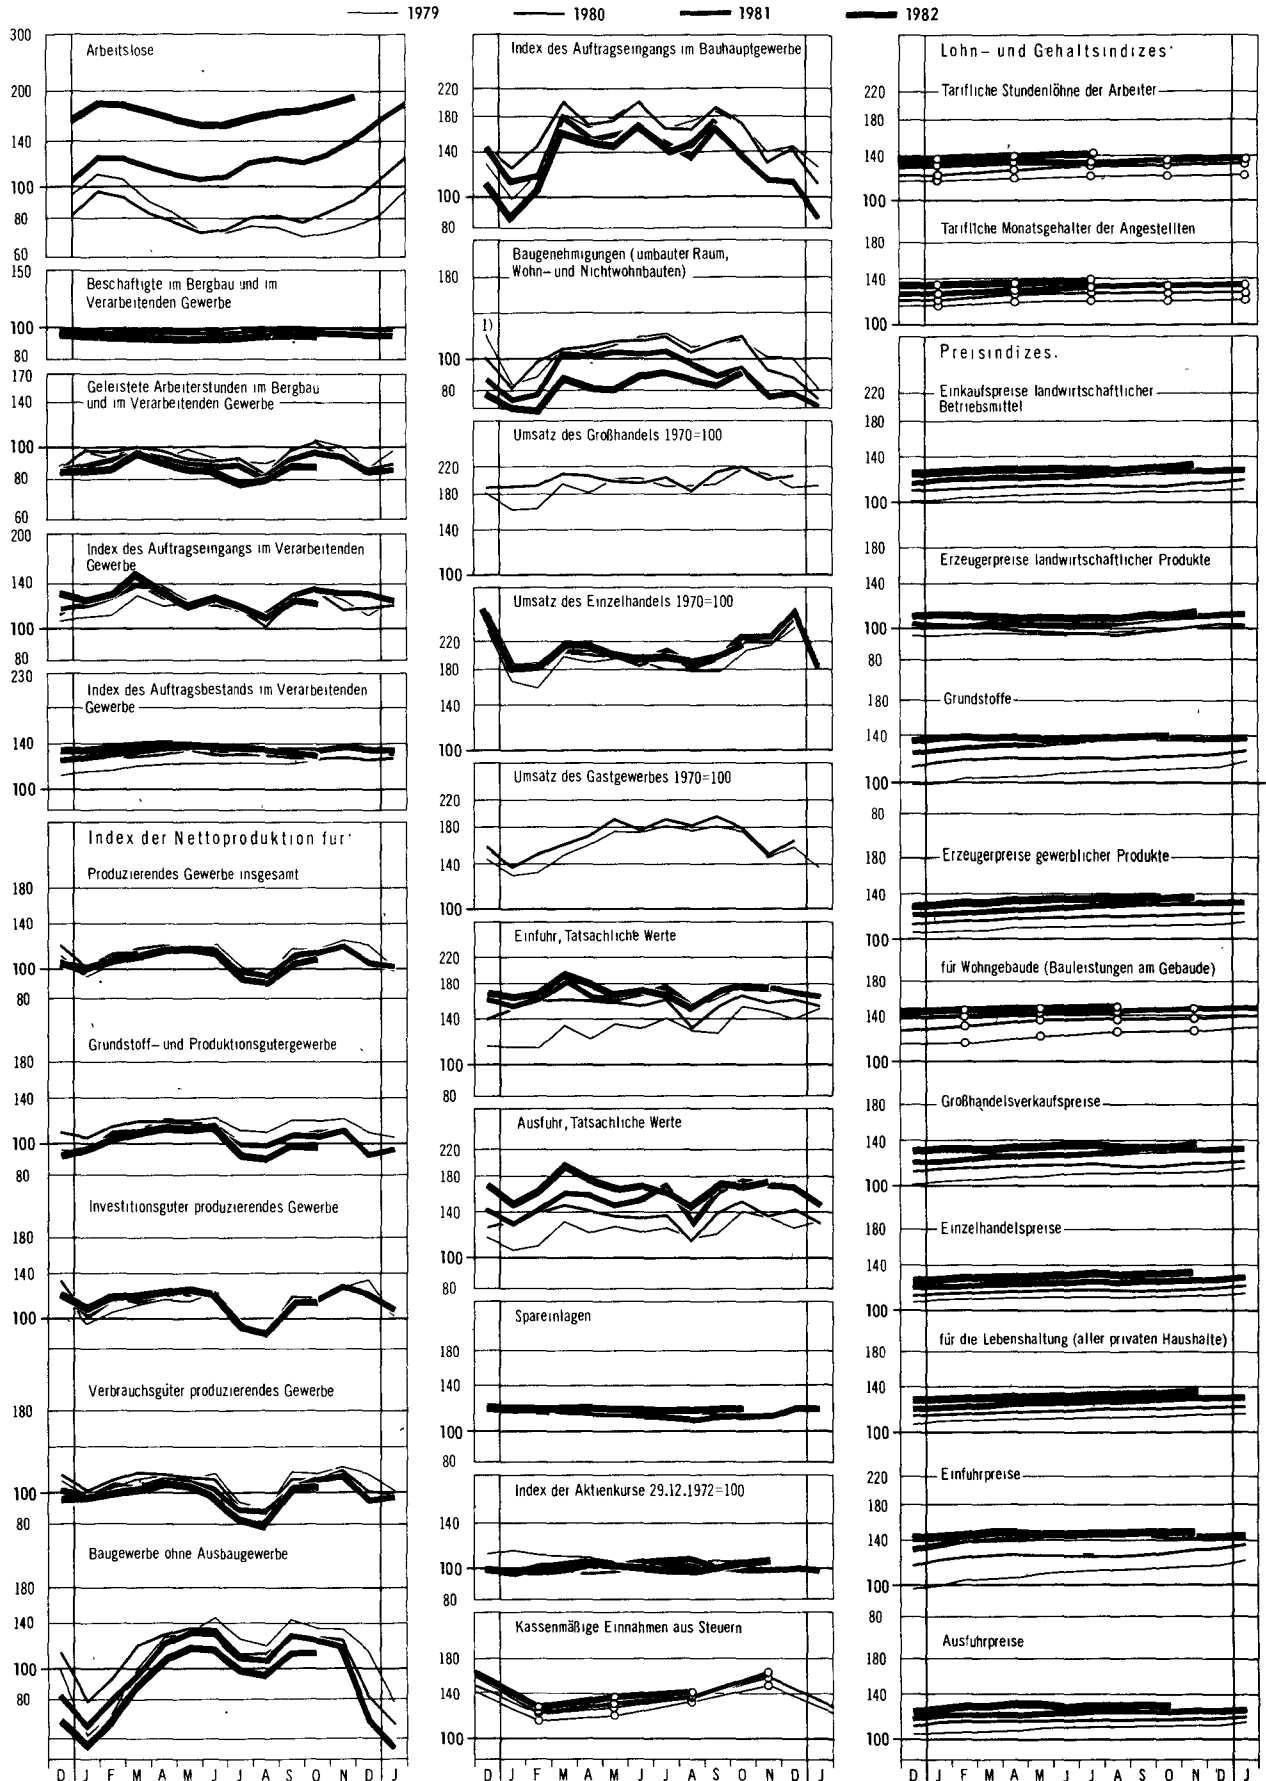 1979 1980 1981 1982
300
Arbeitslose
200
140
100
80
60
150
Beschaftigte im Bergbau und im
Verarbeitenden Gewerbe
100
80
170
Geleistete Arbeiterstunden im Bergbau
und im Verarbeitenden Gewerbe
140
100
80
60
200
Index des Auftragseingangs im Verarbeitenden
Gewerbe
140
100
80
230
Index des Auftragsbestands im Verarbeitenden
Gewerbe
140
100
Index der Nettoproduktion fur
Produzierendes Gewerbe insgesamt
180
140
100
80
Grundstoff- und Produktionsgutergewerbe
180
140
100
80
Investitionsguter produzierendes Gewerbe
180
140
100
Verbrauchsgüter produzierendes Gewerbe
180
100
80
Baugewerbe ohne Ausbaugewerbe
180
140
100
80
D J F M A M J J A S O N D J
Index des Auftragseingangs im Bauhauptgewerbe
220
180
140
100
80
Baugenehmigungen (umbauter Raum,
Wohn- und Nichtwohnbauten)
180
1)
100
80
Umsatz des Großhandels 1970=100
220
180
140
100
Umsatz des Einzelhandels 1970=100
220
180
140
100
Umsatz des Gastgewerbes 1970=100
220
180
140
100
Einfuhr, Tatsachliche Werte
220
180
140
100
80
Ausfuhr, Tatsachliche Werte
220
180
140
100
80
Spareinlagen
180
140
100
80
Index der Aktienkurse 29.12.1972=100
140
100
80
Kassenmäßige Einnahmen aus Steuern
180
140
100
D J F M A M J J A S O N D J
Lohn- und Gehaltsindizes
Tarifliche Stundenlöhne der Arbeiter
220
180
140
100
Tarifliche Monatsgehalter der Angestellten
180
140
100
Preisindizes.
Einkaufspreise landwirtschaftlicher
Betriebsmittel
220
180
140
100
180
Erzeugerpreise landwirtschaftlicher Produkte
140
100
80
Grundstoffe
180
140
100
80
Erzeugerpreise gewerblicher Produkte
180
140
100
für Wohngebaude (Bauleistungen am Gebaude)
180
140
100
Großhandelsverkaufspreise
180
140
100
Einzelhandelspreise
180
140
100
für die Lebenshaltung (aller privaten Haushalte)
180
140
100
Einfuhrpreise
220
180
140
100
80
Ausfuhrpreise
180
140
100
D J F M A M J J A S O N D J